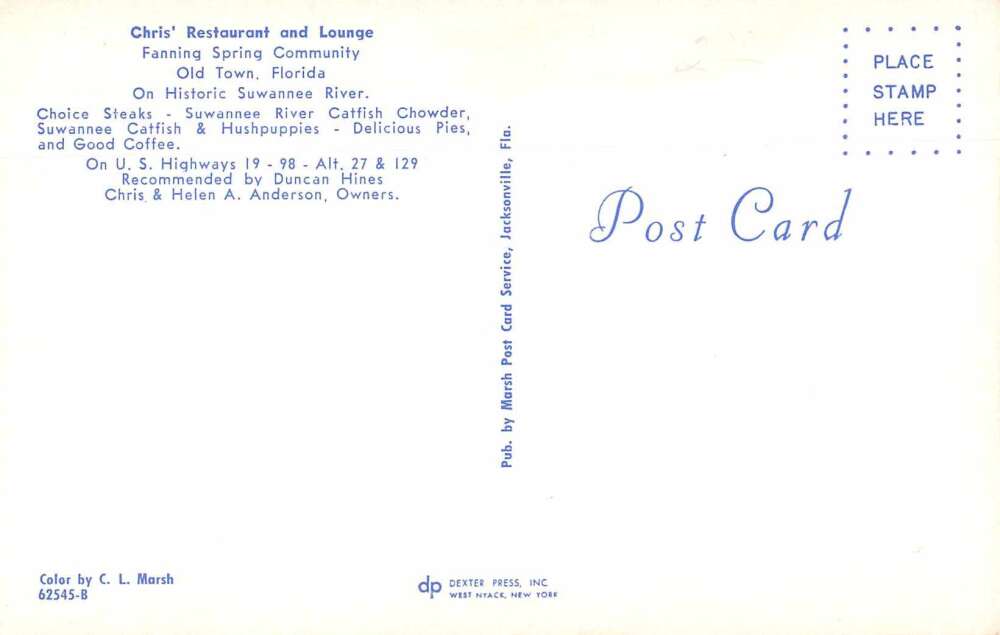 Chris' Restaurant and Lounge
Fanning Spring Community
Old Town, Florida
On Historic Suwannee River.
Choice Steaks - Suwannee River Catfish Chowder,
Suwannee Catfish & Hushpuppies - Delicious Pies,
and Good Coffee.
On U. S. Highways 19 - 98 - Alt. 27 & 129
Recommended by Duncan Hines
Chris & Helen A. Anderson, Owners.
PLACE
STAMP
HERE
Post Card
Pub. by Marsh Post Card Service, Jacksonville, Fla.
Color by C. L. Marsh
62545-B
dp DEXTER PRESS, INC
WEST NYACK, NEW YORK